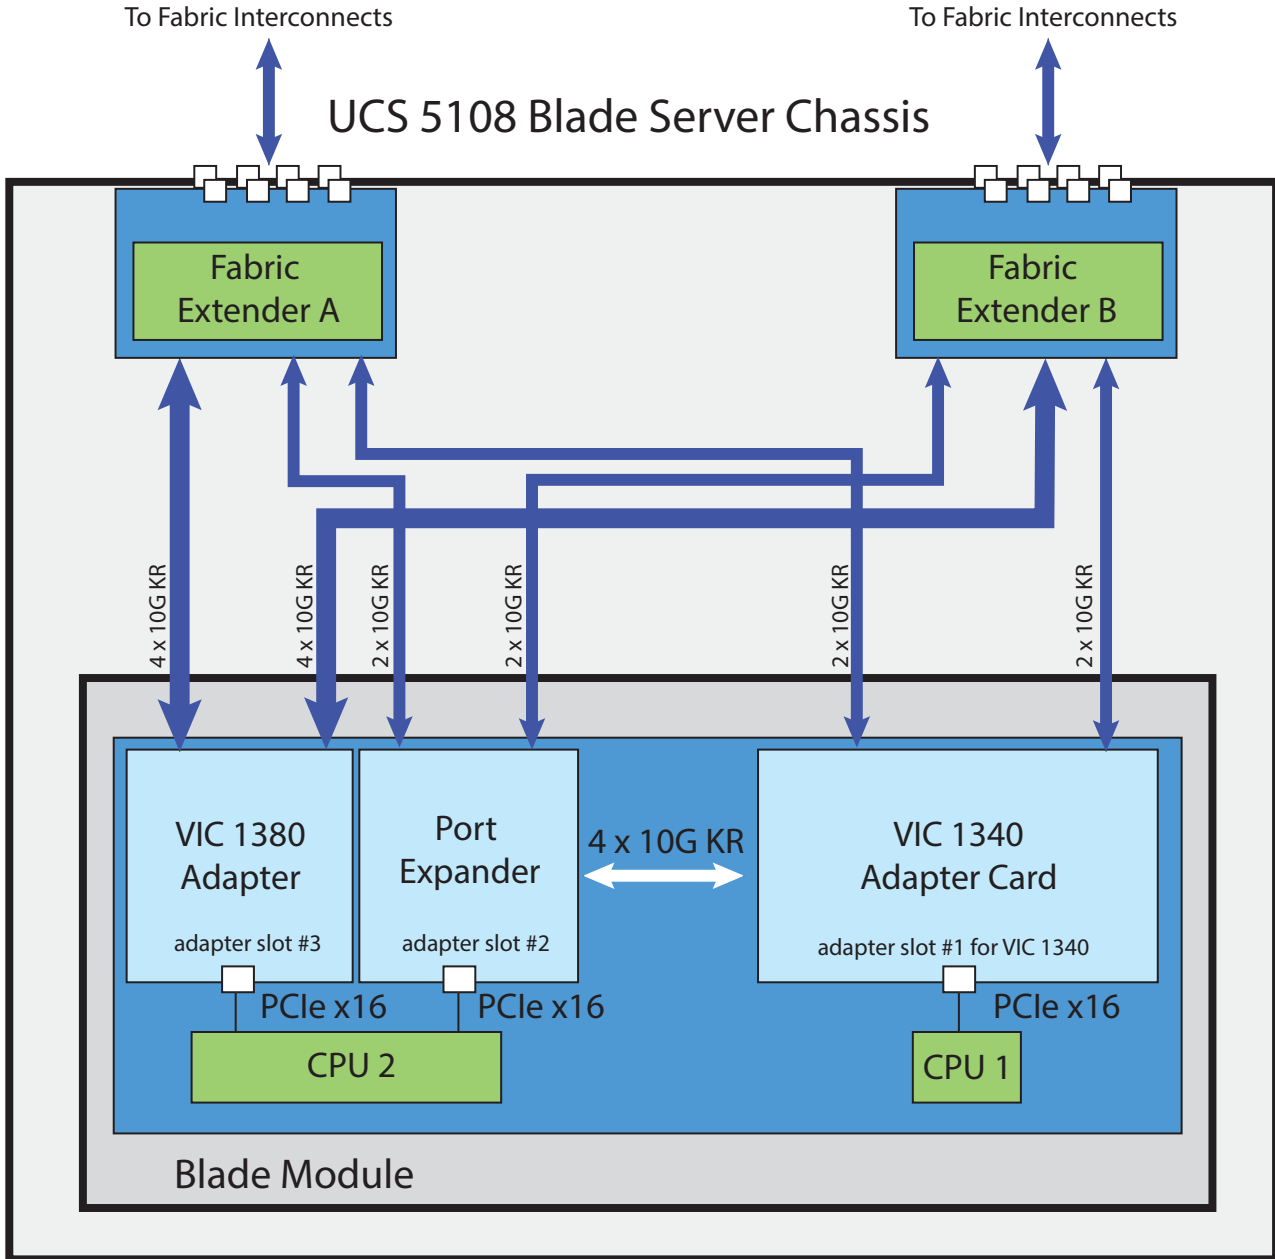 To Fabric Interconnects
To Fabric Interconnects
UCS 5108 Blade Server Chassis
Fabric
Extender A
Fabric
Extender B
4 x 10G KR
4 x 10G KR
2 x 10G KR
2 x 10G KR
2 x 10G KR
2 x 10G KR
VIC 1380
Adapter
adapter slot #3
Port
Expander
adapter slot #2
4 x 10G KR
VIC 1340
Adapter Card
adapter slot #1 for VIC 1340
PCIe x16
PCIe x16
PCIe x16
CPU 2
CPU 1
Blade Module